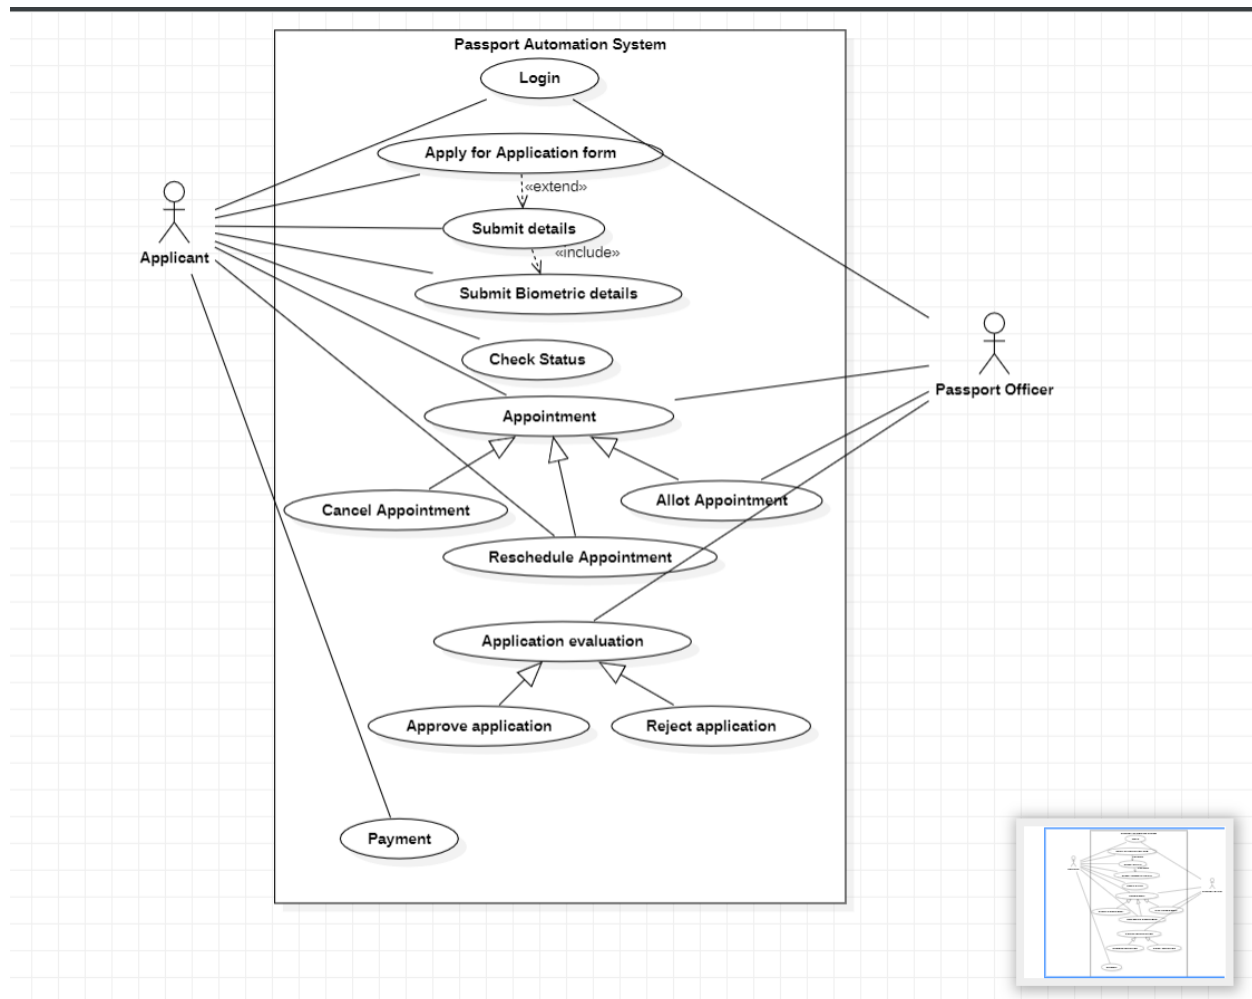 Passport Automation System
Login
Apply for Application form
«extend»
Submit details
«include»
Applicant
Submit Biometric details
Check Status
Passport Officer
Appointment
Allot Appointment
Cancel Appointment
Reschedule Appointment
Application evaluation
Approve application
Reject application
Payment